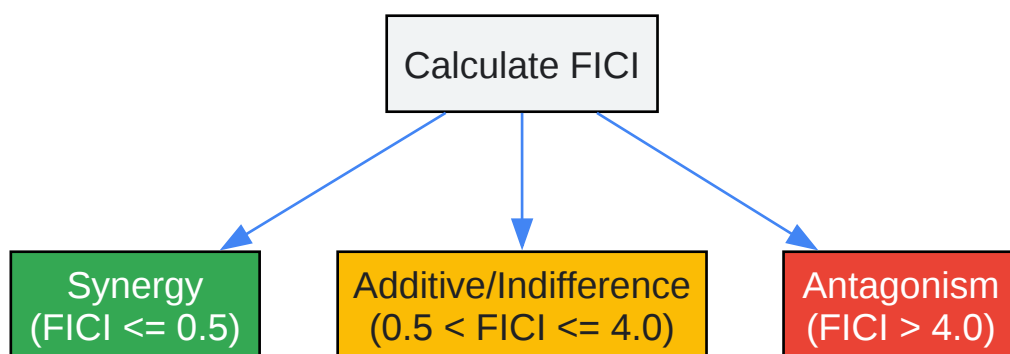 Calculate FICI
Synergy
(FICI <= 0.5)
Additive/Indifference
(0.5 < FICI <= 4.0)
Antagonism
(FICI > 4.0)